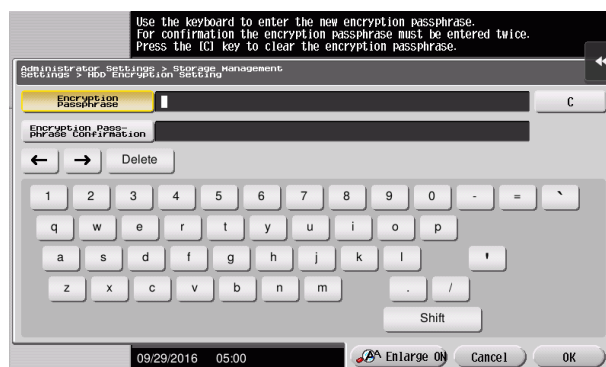 Use the keyboard to enter the new encryption passphrase.
For confirmation the encryption passphrase must be entered twice.
Press the [C] key to clear the encryption passphrase.
Administrator Settings > Storage Management
Settings > HDD Encryption Setting
Encryption
Passphrase
C
Encryption Pass-
phrase Confirmation
← → Delete
1 2 3 4 5 6 7 8 9 0 - = `
q w e r t y u i o p
a s d f g h j k l '
z x c v b n m . /
Shift
09/29/2016 05:00 Enlarge ON Cancel OK